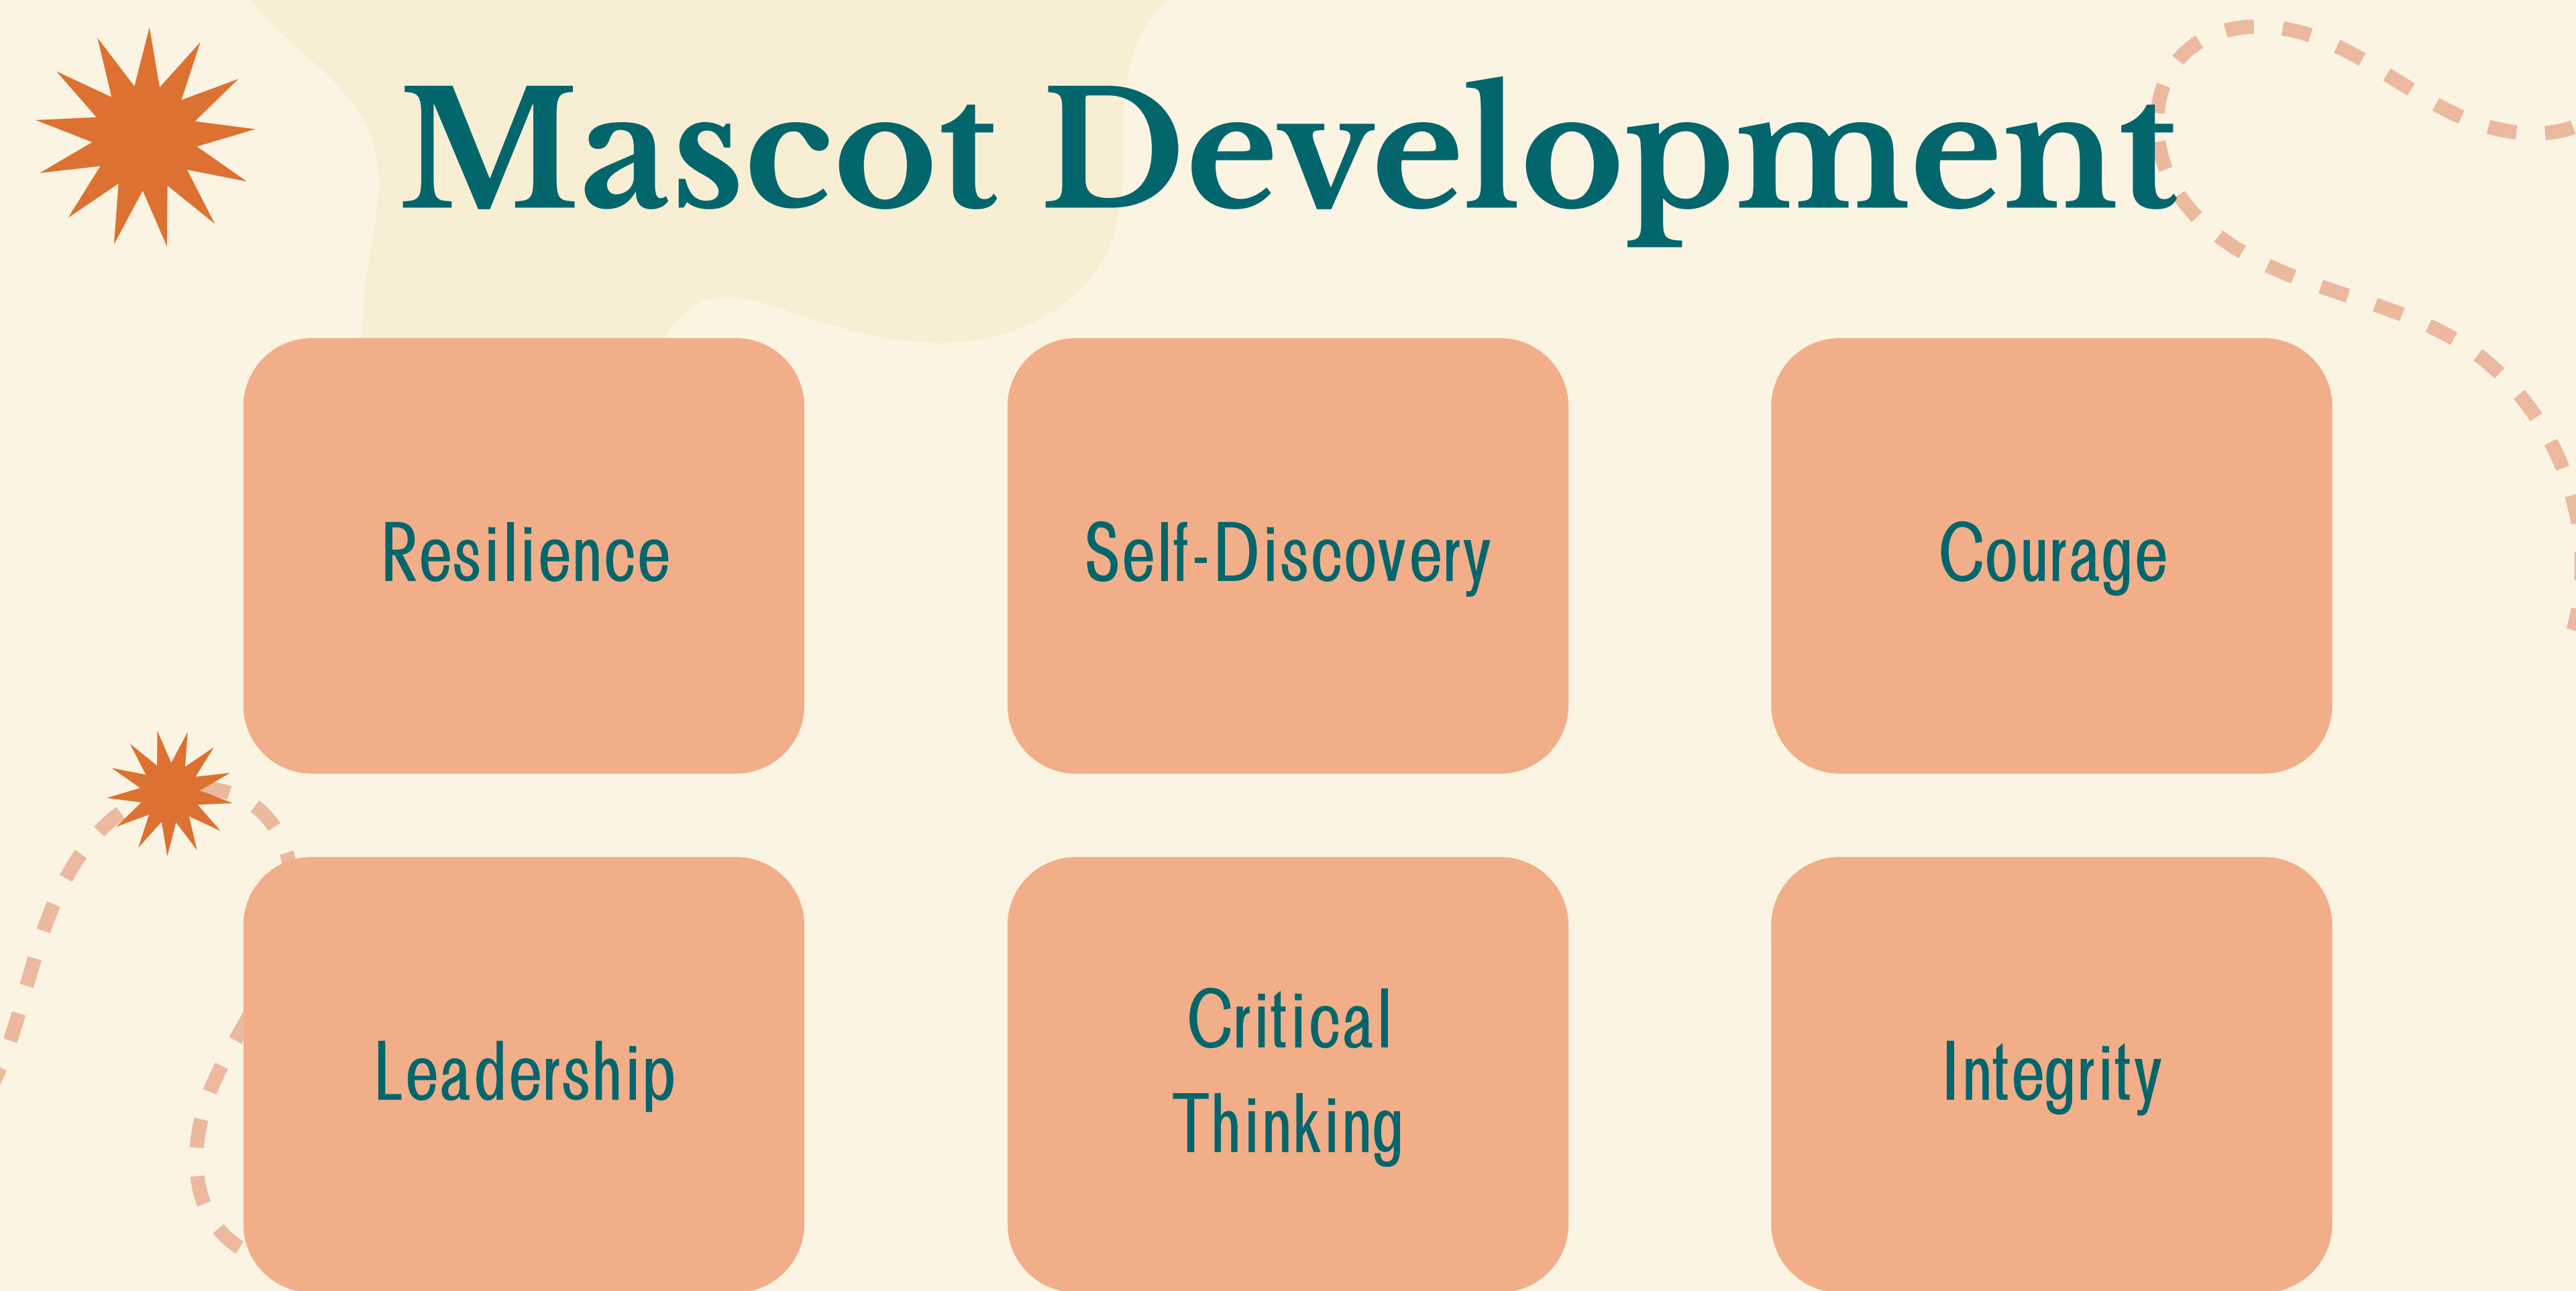 Mascot Development
Resilience
Self-Discovery
Courage
Leadership
Critical
Thinking
Integrity